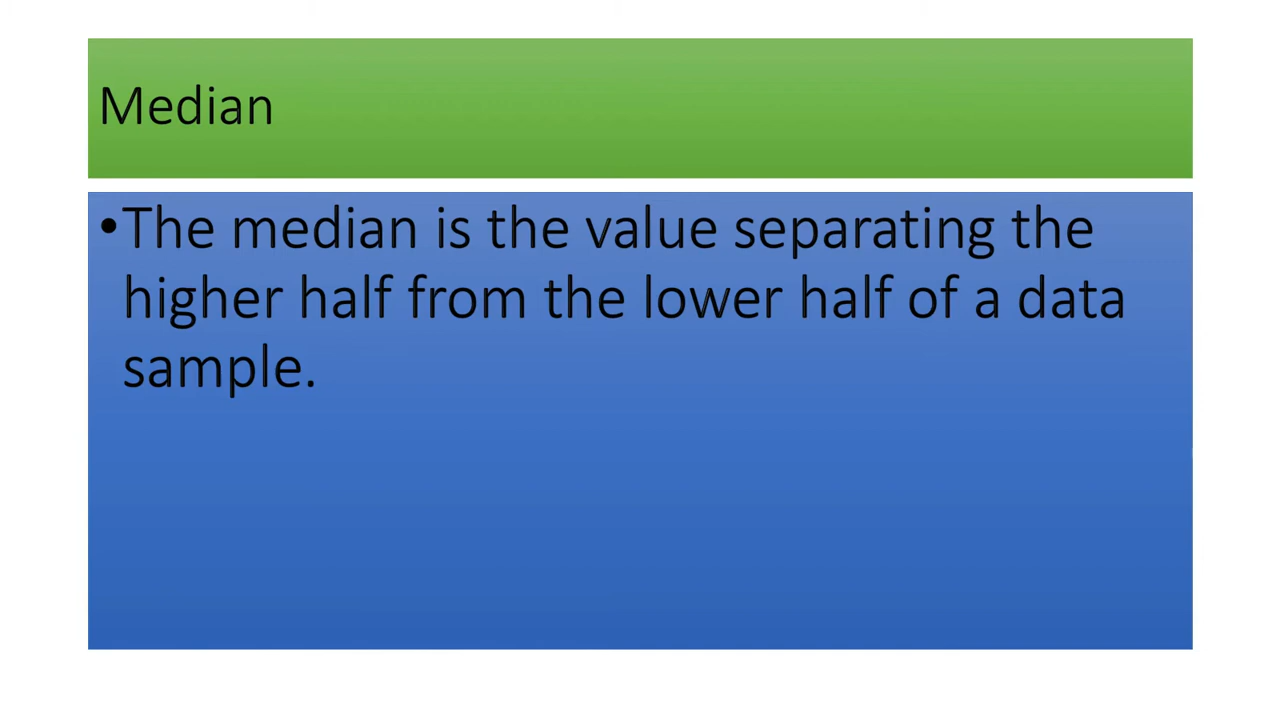 Median
•The median is the value separating the
higher half from the lower half of a data
sample.